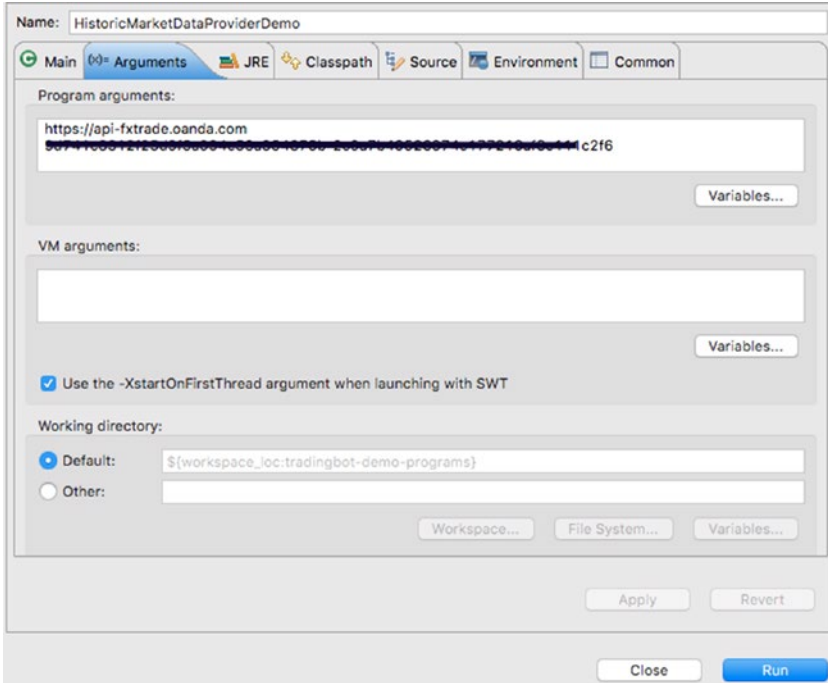 Name: HistoricMarketDataProviderDemo
Main (x)= Arguments JRE Classpath Source Environment Common
Program arguments:
https://api-fxtrade.oanda.com
c2f6
Variables...
VM arguments:
Variables...
Use the -XstartOnFirstThread argument when launching with SWT
Working directory:
Default: ${workspace_loc:tradingbot-demo-programs}
Other:
Workspace... File System... Variables...
Apply Revert
Close Run